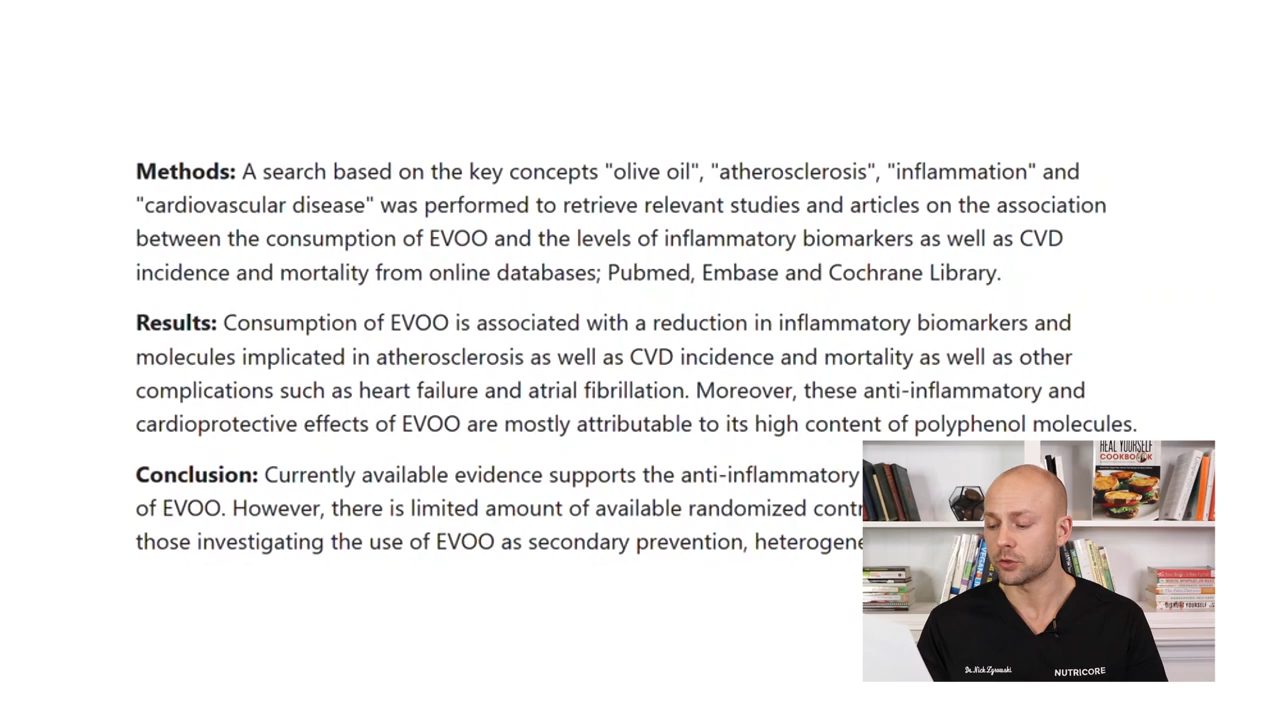 Methods: A search based on the key concepts "olive oil", "atherosclerosis", "inflammation" and
"cardiovascular disease" was performed to retrieve relevant studies and articles on the association
between the consumption of EVOO and the levels of inflammatory biomarkers as well as CVD
incidence and mortality from online databases; Pubmed, Embase and Cochrane Library.
Results: Consumption of EVOO is associated with a reduction in inflammatory biomarkers and
molecules implicated in atherosclerosis as well as CVD incidence and mortality as well as other
complications such as heart failure and atrial fibrillation. Moreover, these anti-inflammatory and
cardioprotective effects of EVOO are mostly attributable to its high content of polyphenol molecules.
Conclusion: Currently available evidence supports the anti-inflammatory
of EVOO. However, there is limited amount of available randomized contr
those investigating the use of EVOO as secondary prevention, heterogene
HEAL YOURSELF
COOKBOOK
Dr. Nick Zyrowski
NUTRICORE